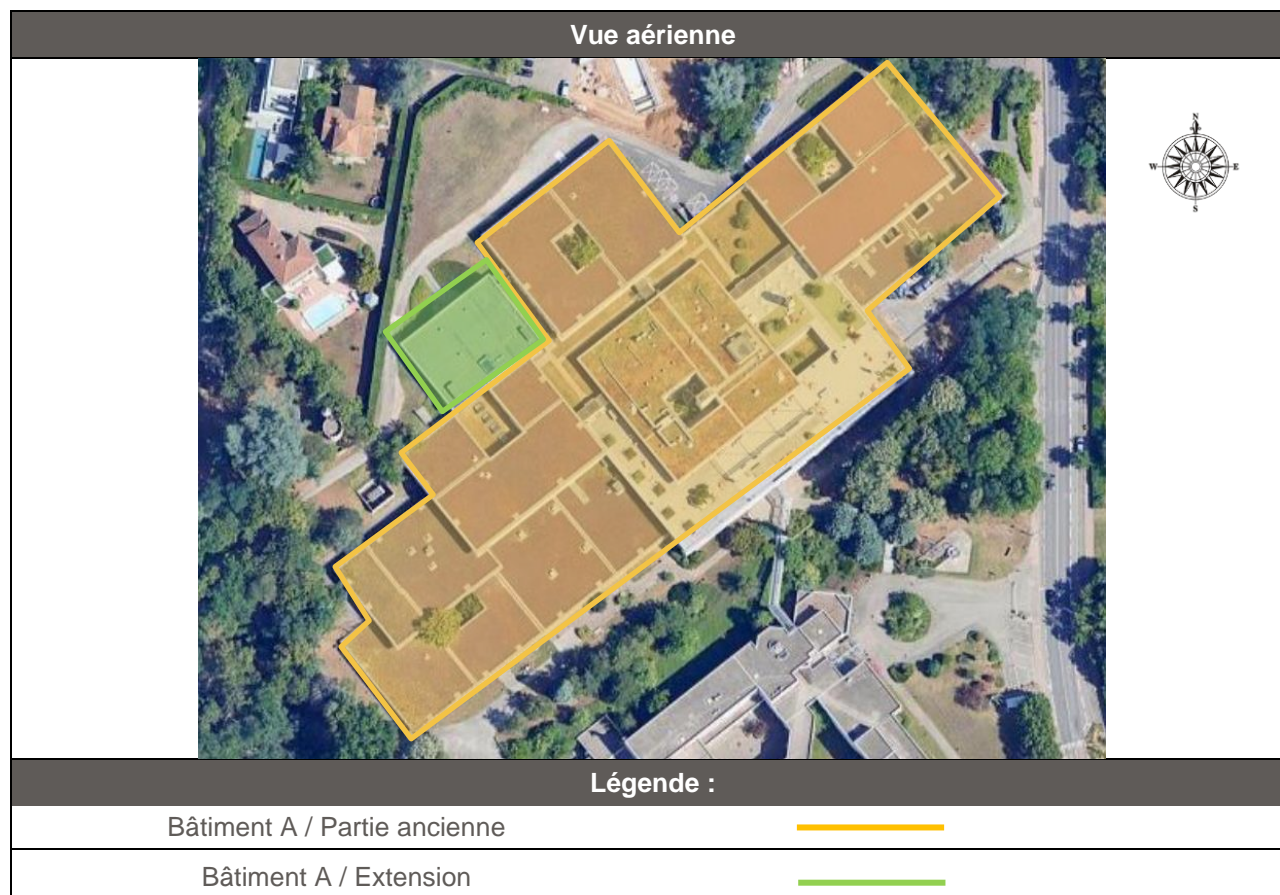 Vue aérienne
N
W E
S
Légende :
Bâtiment A / Partie ancienne
Bâtiment A / Extension